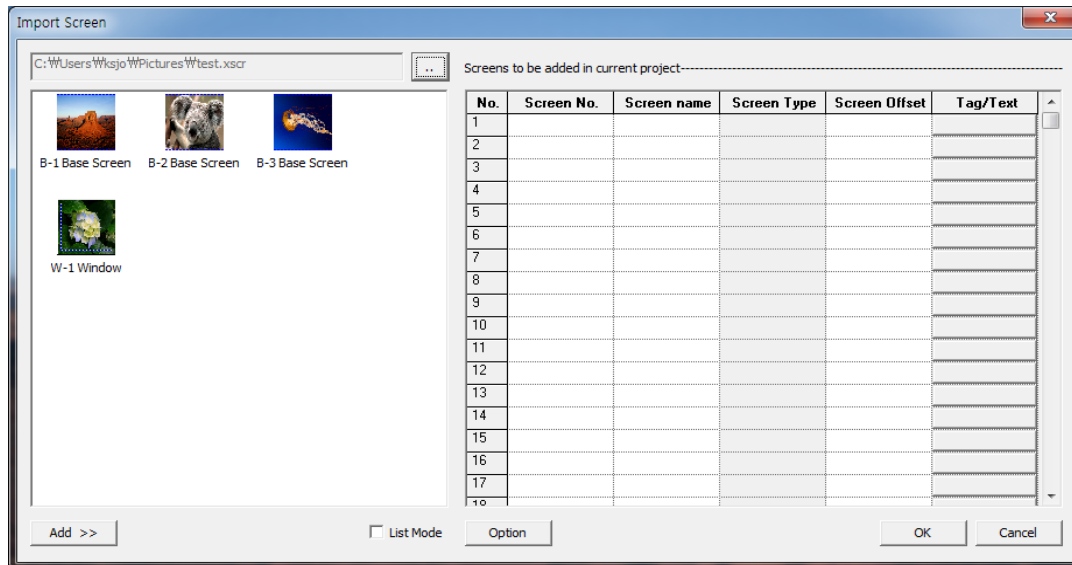 Import Screen
C:₩Users₩ksjo₩Pictures₩test.xscr
..
Screens to be added in current project
B-1 Base Screen B-2 Base Screen B-3 Base Screen
W-1 Window
No. Screen No. Screen name Screen Type Screen Offset Tag/Text
1
2
3
4
5
6
7
8
9
10
11
12
13
14
15
16
17
18
Add >>
List Mode
Option
OK
Cancel